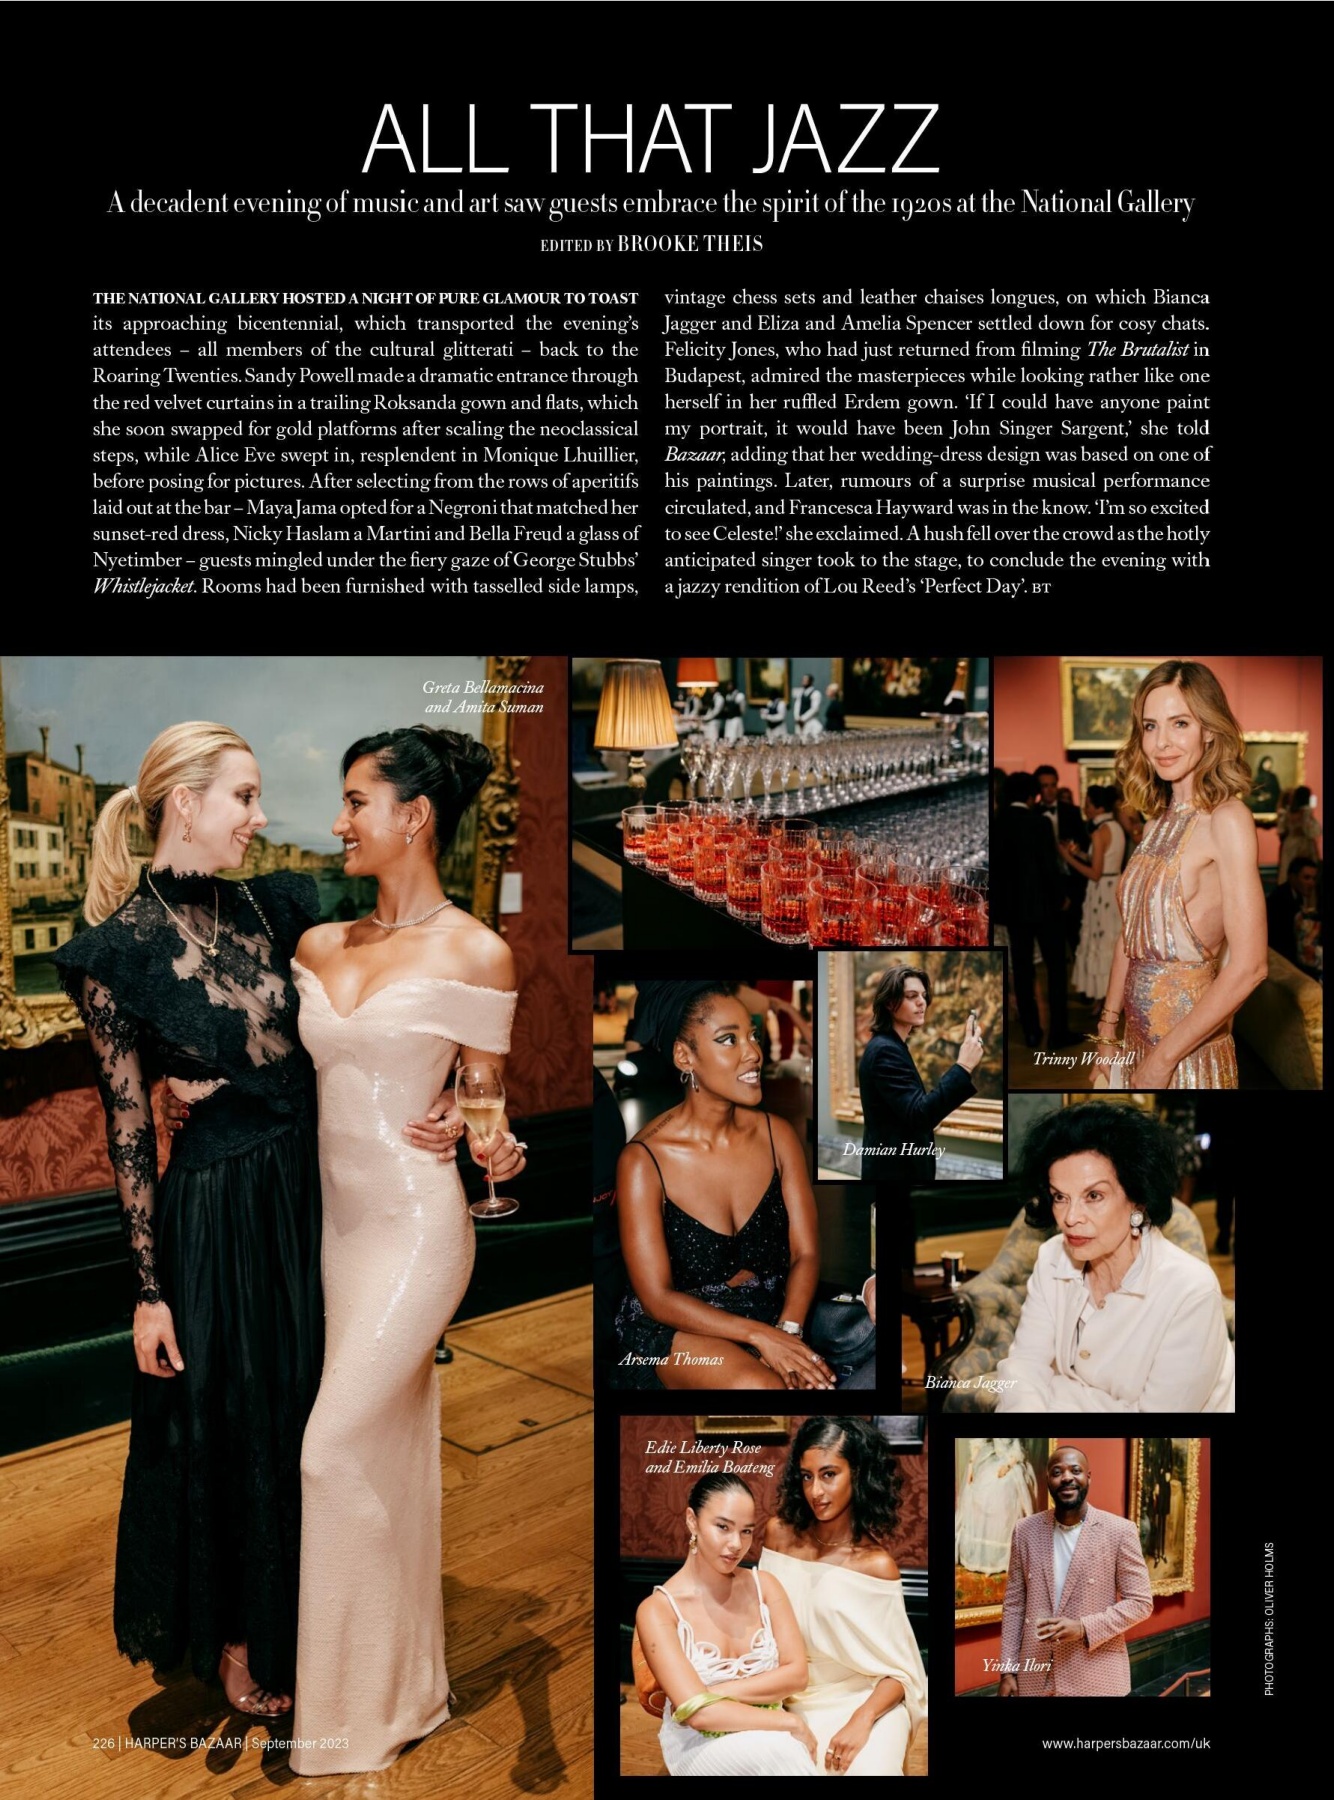 ALL THAT JAZZ
A decadent evening of music and art saw guests embrace the spirit of the 1920s at the National Gallery
EDITED BY BROOKE THEIS
THE NATIONAL GALLERY HOSTED A NIGHT OF PURE GLAMOUR TO TOAST
its approaching bicentennial, which transported the evening's
attendees – all members of the cultural glitterati – back to the
Roaring Twenties. Sandy Powell made a dramatic entrance through
the red velvet curtains in a trailing Roksanda gown and flats, which
she soon swapped for gold platforms after scaling the neoclassical
steps, while Alice Eve swept in, resplendent in Monique Lhuillier,
before posing for pictures. After selecting from the rows of aperitifs
laid out at the bar – Maya Jama opted for a Negroni that matched her
sunset-red dress, Nicky Haslam a Martini and Bella Freud a glass of
Nyetimber – guests mingled under the fiery gaze of George Stubbs'
Whistlejacket. Rooms had been furnished with tasselled side lamps,
vintage chess sets and leather chaises longues, on which Bianca
Jagger and Eliza and Amelia Spencer settled down for cosy chats.
Felicity Jones, who had just returned from filming The Brutalist in
Budapest, admired the masterpieces while looking rather like one
herself in her ruffled Erdem gown. 'If I could have anyone paint
my portrait, it would have been John Singer Sargent,' she told
Bazaar, adding that her wedding-dress design was based on one of
his paintings. Later, rumours of a surprise musical performance
circulated, and Francesca Hayward was in the know. 'I'm so excited
to see Celeste!' she exclaimed. A hush fell over the crowd as the hotly
anticipated singer took to the stage, to conclude the evening with
a jazzy rendition of Lou Reed's 'Perfect Day'. BT
Greta Bellamacina
and Amita Suman
Trinny Woodall
Damian Hurley
Arsema Thomas
Bianca Jagger
Edie Liberty Rose
and Emilia Boateng
Yinka Ilori
PHOTOGRAPHS: OLIVER HOLMS
226 | HARPER'S BAZAAR | September 2023
www.harpersbazaar.com/uk